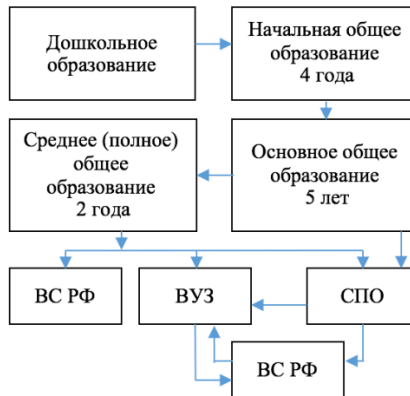 Дошкольное
образование
Начальная общее
образование
4 года
Среднее (полное)
общее
образование
2 года
Основное общее
образование
5 лет
ВС РФ
ВУЗ
СПО
ВС РФ